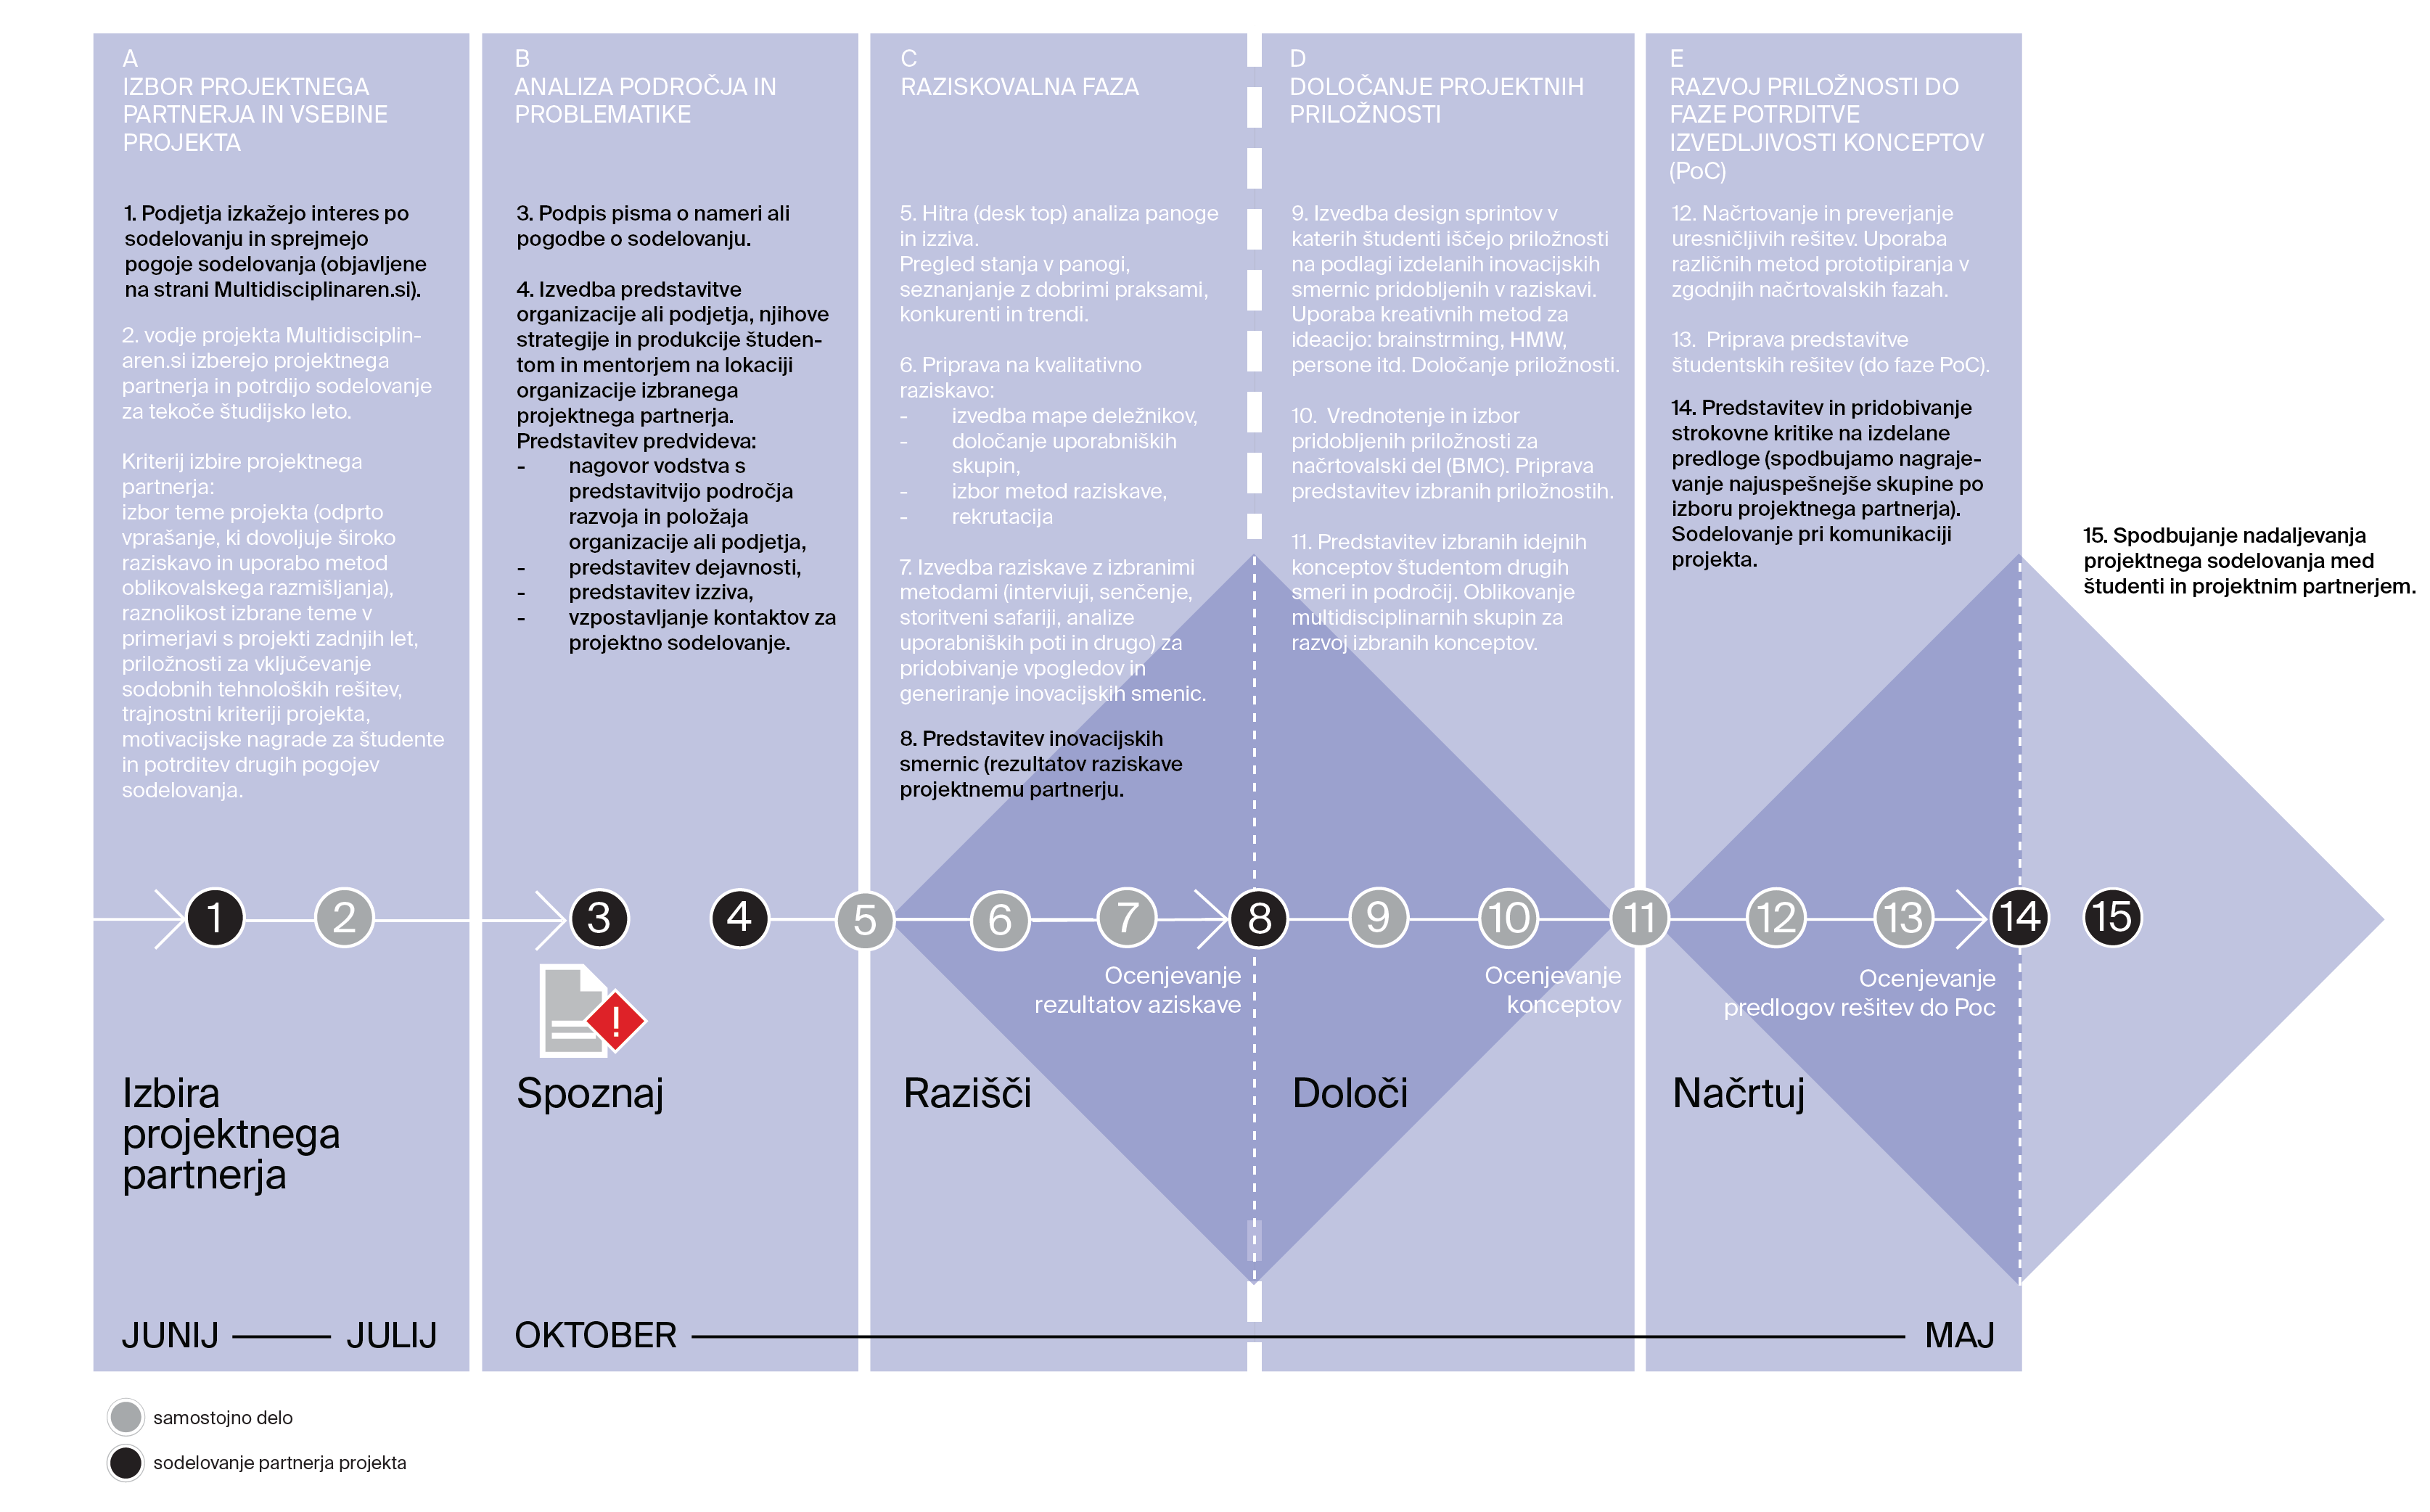 A
IZBOR PROJEKTNEGA
PARTNERJA IN VSEBINE
PROJEKTA
1. Podjetja izkažejo interes po
sodelovanju in sprejmejo
pogoje sodelovanja (objavljene
na strani Multidisciplinaren.si).
2. vodje projekta Multidisciplin-
aren.si izberejo projektnega
partnerja in potrdijo sodelovanje
za tekoče študijsko leto.
Kriterij izbire projektnega
partnerja:
izbor teme projekta (odprto
vprašanje, ki dovoljuje široko
raziskavo in uporabo metod
oblikovalskega razmišljanja),
raznolikost izbrane teme v
primerjavi s projekti zadnjih let,
priložnosti za vključevanje
sodobnih tehnoloških rešitev,
trajnostni kriteriji projekta,
motivacijske nagrade za študente
in potrditev drugih pogojev
sodelovanja.
B
ANALIZA PODROČJA IN
PROBLEMATIKE
3. Podpis pisma o nameri ali
pogodbe o sodelovanju.
4. Izvedba predstavitve
organizacije ali podjetja, njihove
strategije in produkcije študen-
tom in mentorjem na lokaciji
organizacije izbranega
projektnega partnerja.
Predstavitev predvideva:
- nagovor vodstva s
predstavitvijo področja
razvoja in položaja
organizacije ali podjetja,
- predstavitev dejavnosti,
- predstavitev izziva,
- vzpostavljanje kontaktov za
projektno sodelovanje.
C
RAZISKOVALNA FAZA
5. Hitra (desk top) analiza panoge
in izziva.
Pregled stanja v panogi,
seznanjanje z dobrimi praksami,
konkurenti in trendi.
6. Priprava na kvalitativno
raziskavo:
- izvedba mape deležnikov,
- določanje uporabniških
skupin,
- izbor metod raziskave,
- rekrutacija
7. Izvedba raziskave z izbranimi
metodami (interviuji, senčenje,
storitveni safariji, analize
uporabniških poti in drugo) za
pridobivanje vpogledov in
generiranje inovacijskih smenic.
8. Predstavitev inovacijskih
smernic (rezultatov raziskave
projektnemu partnerju.
D
DOLOČANJE PROJEKTNIH
PRILOŽNOSTI
9. Izvedba design sprintov v
katerih študenti iščejo priložnosti
na podlagi izdelanih inovacijskih
smernic pridobljenih v raziskavi.
Uporaba kreativnih metod za
ideacijo: brainstrming, HMW,
persone itd. Določanje priložnosti.
10. Vrednotenje in izbor
pridobljenih priložnosti za
načrtovalski del (BMC). Priprava
predstavitev izbranih priložnostih.
11. Predstavitev izbranih idejnih
konceptov študentom drugih
smeri in področij. Oblikovanje
multidisciplinarnih skupin za
razvoj izbranih konceptov.
E
RAZVOJ PRILOŽNOSTI DO
FAZE POTRDITVE
IZVEDLJIVOSTI KONCEPTOV
(PoC)
12. Načrtovanje in preverjanje
uresničljivih rešitev. Uporaba
različnih metod prototipiranja v
zgodnjih načrtovalskih fazah.
13. Priprava predstavitve
študentskih rešitev (do faze PoC).
14. Predstavitev in pridobivanje
strokovne kritike na izdelane
predloge (spodbujamo nagraje-
vanje najuspešnejše skupine po
izboru projektnega partnerja).
Sodelovanje pri komunikaciji
projekta.
15. Spodbujanje nadaljevanja
projektnega sodelovanja med
študenti in projektnim partnerjem.
1 2 3 4 5 6 7 8 9 10 11 12 13 14 15
Ocenjevanje
rezultatov aziskave
Ocenjevanje
konceptov
Ocenjevanje
predlogov rešitev do Poc
!
Izbira
projektnega
partnerja
Spoznaj
Razišči
Določi
Načrtuj
JUNIJ JULIJ
OKTOBER MAJ
samostojno delo
sodelovanje partnerja projekta